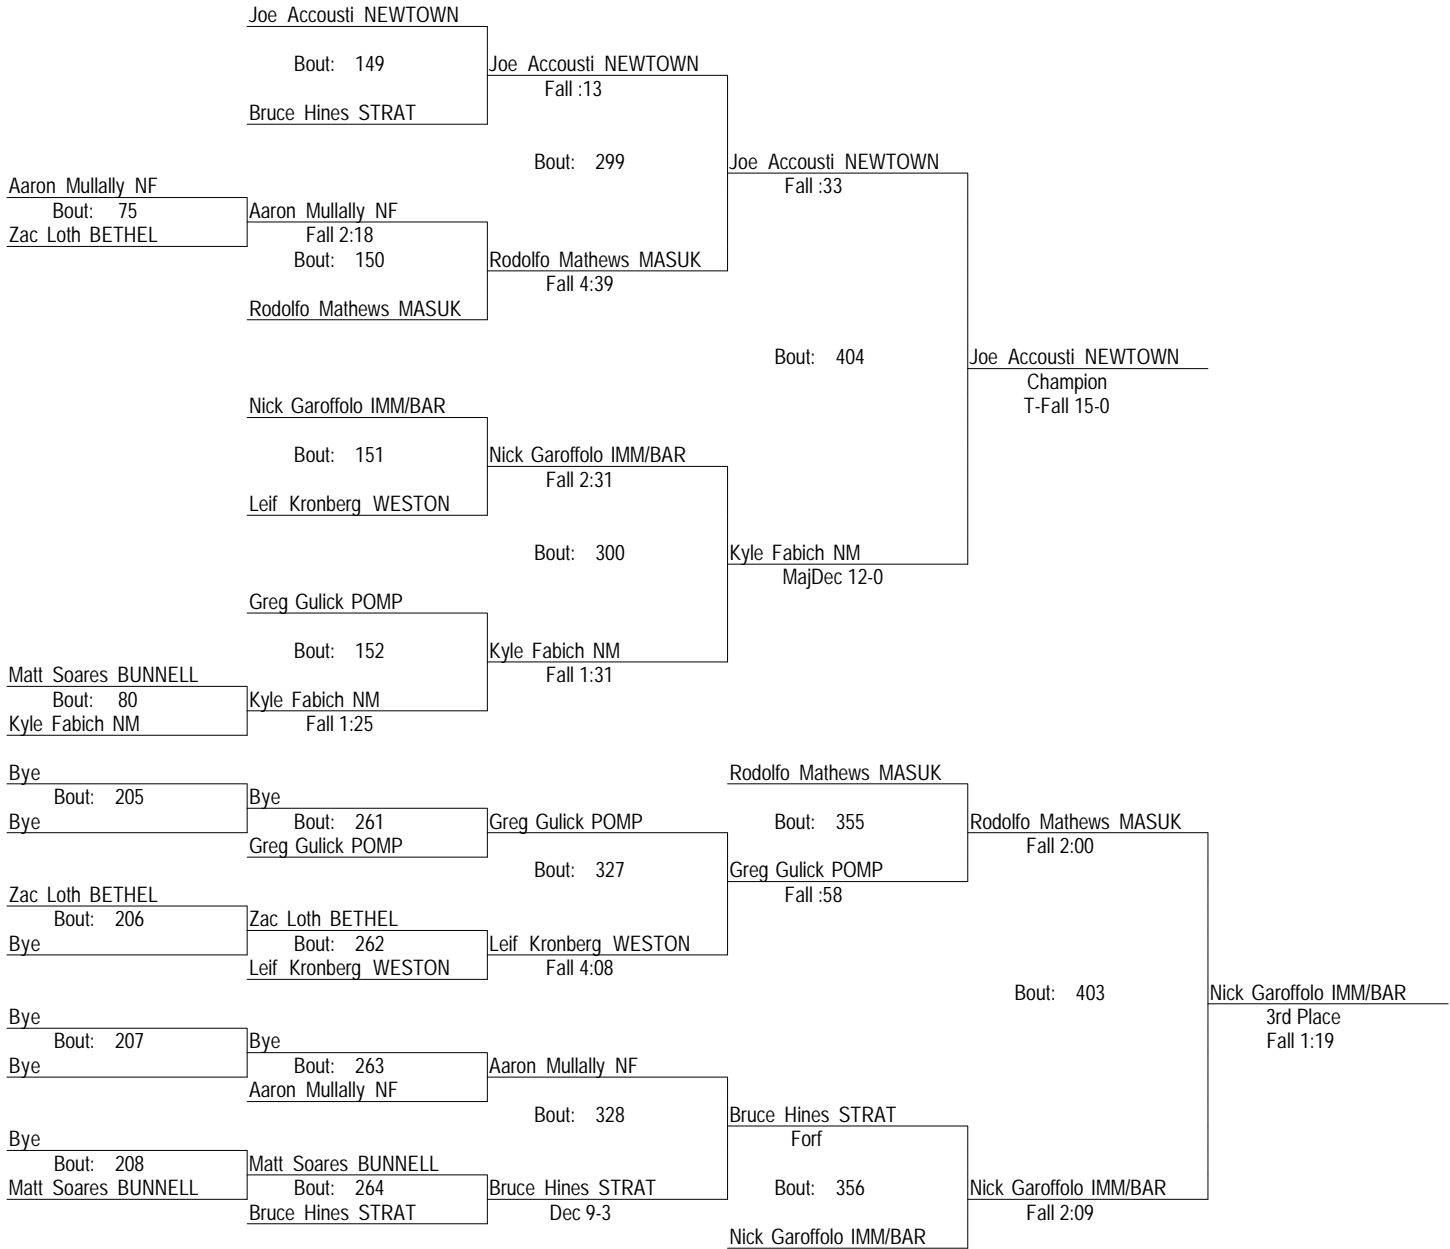 Joe Accousti NEWTOWN
Bout: 149
Joe Accousti NEWTOWN
Fall :13
Bruce Hines STRAT
Bout: 299
Joe Accousti NEWTOWN
Fall :33
Aaron Mullally NF
Bout: 75
Aaron Mullally NF
Zac Loth BETHEL
Fall 2:18
Bout: 150
Rodolfo Mathews MASUK
Fall 4:39
Rodolfo Mathews MASUK
Bout: 404
Joe Accousti NEWTOWN
Champion
T-Fall 15-0
Nick Garoffolo IMM/BAR
Bout: 151
Nick Garoffolo IMM/BAR
Fall 2:31
Leif Kronberg WESTON
Bout: 300
Kyle Fabich NM
MajDec 12-0
Greg Gulick POMP
Bout: 152
Kyle Fabich NM
Fall 1:31
Matt Soares BUNNELL
Bout: 80
Kyle Fabich NM
Kyle Fabich NM
Fall 1:25
Bye
Rodolfo Mathews MASUK
Bout: 205
Bye
Bye
Bout: 261
Greg Gulick POMP
Bout: 355
Rodolfo Mathews MASUK
Greg Gulick POMP
Fall 2:00
Bout: 327
Greg Gulick POMP
Fall :58
Zac Loth BETHEL
Bout: 206
Zac Loth BETHEL
Bye
Bout: 262
Leif Kronberg WESTON
Leif Kronberg WESTON
Fall 4:08
Bout: 403
Nick Garoffolo IMM/BAR
3rd Place
Fall 1:19
Bye
Bout: 207
Bye
Bye
Bout: 263
Aaron Mullally NF
Aaron Mullally NF
Bout: 328
Bruce Hines STRAT
Forf
Bye
Bout: 208
Matt Soares BUNNELL
Matt Soares BUNNELL
Bout: 264
Bruce Hines STRAT
Bout: 356
Nick Garoffolo IMM/BAR
Bruce Hines STRAT
Dec 9-3
Fall 2:09
Nick Garoffolo IMM/BAR